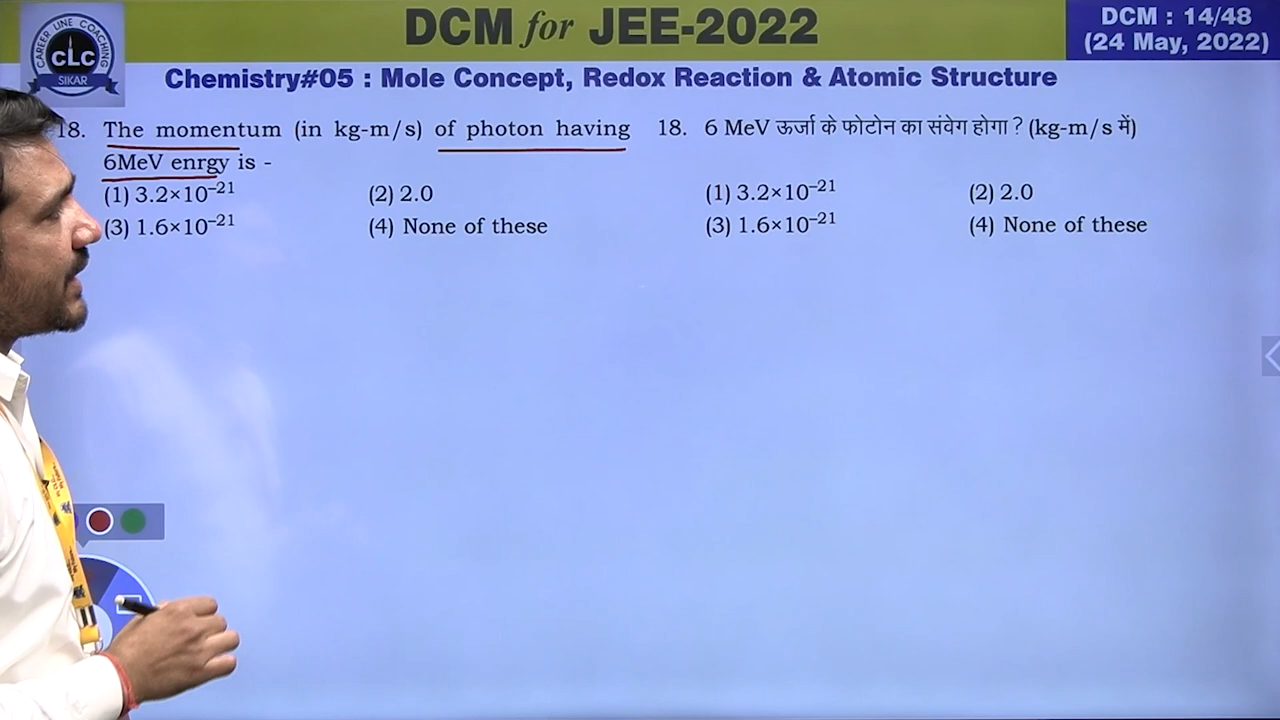 DCM for JEE-2022
DCM : 14/48
(24 May, 2022)
CAREER LINE COACHING
CLC
SIKAR
Chemistry#05 : Mole Concept, Redox Reaction & Atomic Structure
18. The momentum (in kg-m/s) of photon having
6MeV enrgy is -
(1) 3.2×10⁻²¹ (2) 2.0
(3) 1.6×10⁻²¹ (4) None of these
18. 6 MeV ऊर्जा के फोटोन का संवेग होगा ? (kg-m/s में)
(1) 3.2×10⁻²¹ (2) 2.0
(3) 1.6×10⁻²¹ (4) None of these